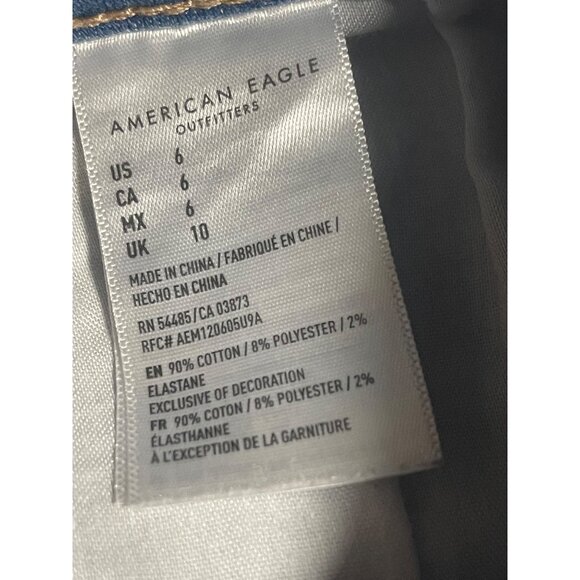 AMERICAN EAGLE
OUTFITTERS
US 6
CA 6
MX 6
UK 10
MADE IN CHINA / FABRIQUÉ EN CHINE /
HECHO EN CHINA
RN 54485/CA 03873
RFC# AEM120605U9A
EN 90% COTTON / 8% POLYESTER / 2%
ELASTANE
EXCLUSIVE OF DECORATION
FR 90% COTON / 8% POLYESTER / 2%
ÉLASTHANNE
À L'EXCEPTION DE LA GARNITURE